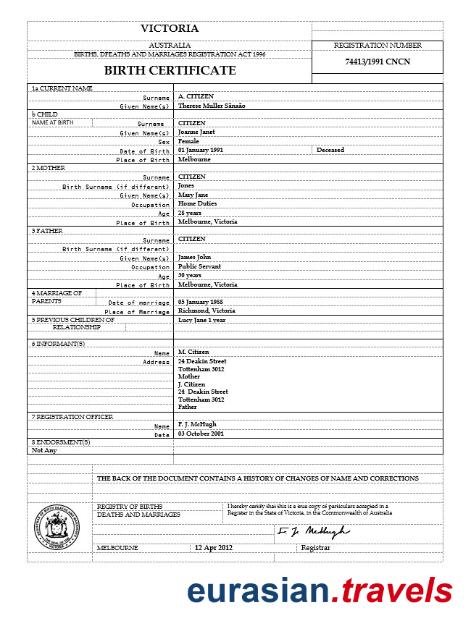 VICTORIA
AUSTRALIA
BIRTHS, DFEATHS AND MARRIAGES REGISTRATION ACT 1996
BIRTH CERTIFICATE
REGISTRATION NUMBER
74413/1991 CNCN
1a CURRENT NAME
Surname A. CITIZEN
Given Name(s) Therese Muller Sănsão
b CHILD
NAME AT BIRTH Surname CITIZEN
Given Name(s) Joanne Janet
Sex Female
Date of Birth 01 January 1991 Deceased
Place of Birth Melbourne
2 MOTHER
Surname CITIZEN
Birth Surname (if different) Jones
Given Name(s) Mary Jane
Occupation Home Duties
Age 28 years
Place of Birth Melbourne, Victoria
3 FATHER
Surname CITIZEN
Birth Surname (if different)
Given Name(s) James John
Occupation Public Servant
Age 30 years
Place of Birth Melbourne, Victoria
4 MARRIAGE OF
PARENTS Date of marriage 05 January 1988
Place of Marriage Richmond, Victoria
5 PREVIOUS CHILDREN OF Lucy Jane 1 year
RELATIONSHIP
6 INFORMANT(S)
Name M. Citizen
Address 24 Deakin Street
Tottenham 3012
Mother
J. Citizen
24 Deakin Street
Tottenham 3012
Father
7 REGISTRATION OFFICER
Name F. J. McHugh
Date 03 October 2001
8 ENDORSMENT(S)
Not Any
THE BACK OF THE DOCUMENT CONTAINS A HISTORY OF CHANGES OF NAME AND CORRECTIONS
REGISTRY OF BIRTHS
DEATHS AND MARRIAGES
I hereby certify that this is a true copy of particulars accepted in a
Register in the State of Victoria, in the Commonwealth of Australia
MELBOURNE 12 Apr 2012 Registrar
eurasian.travels